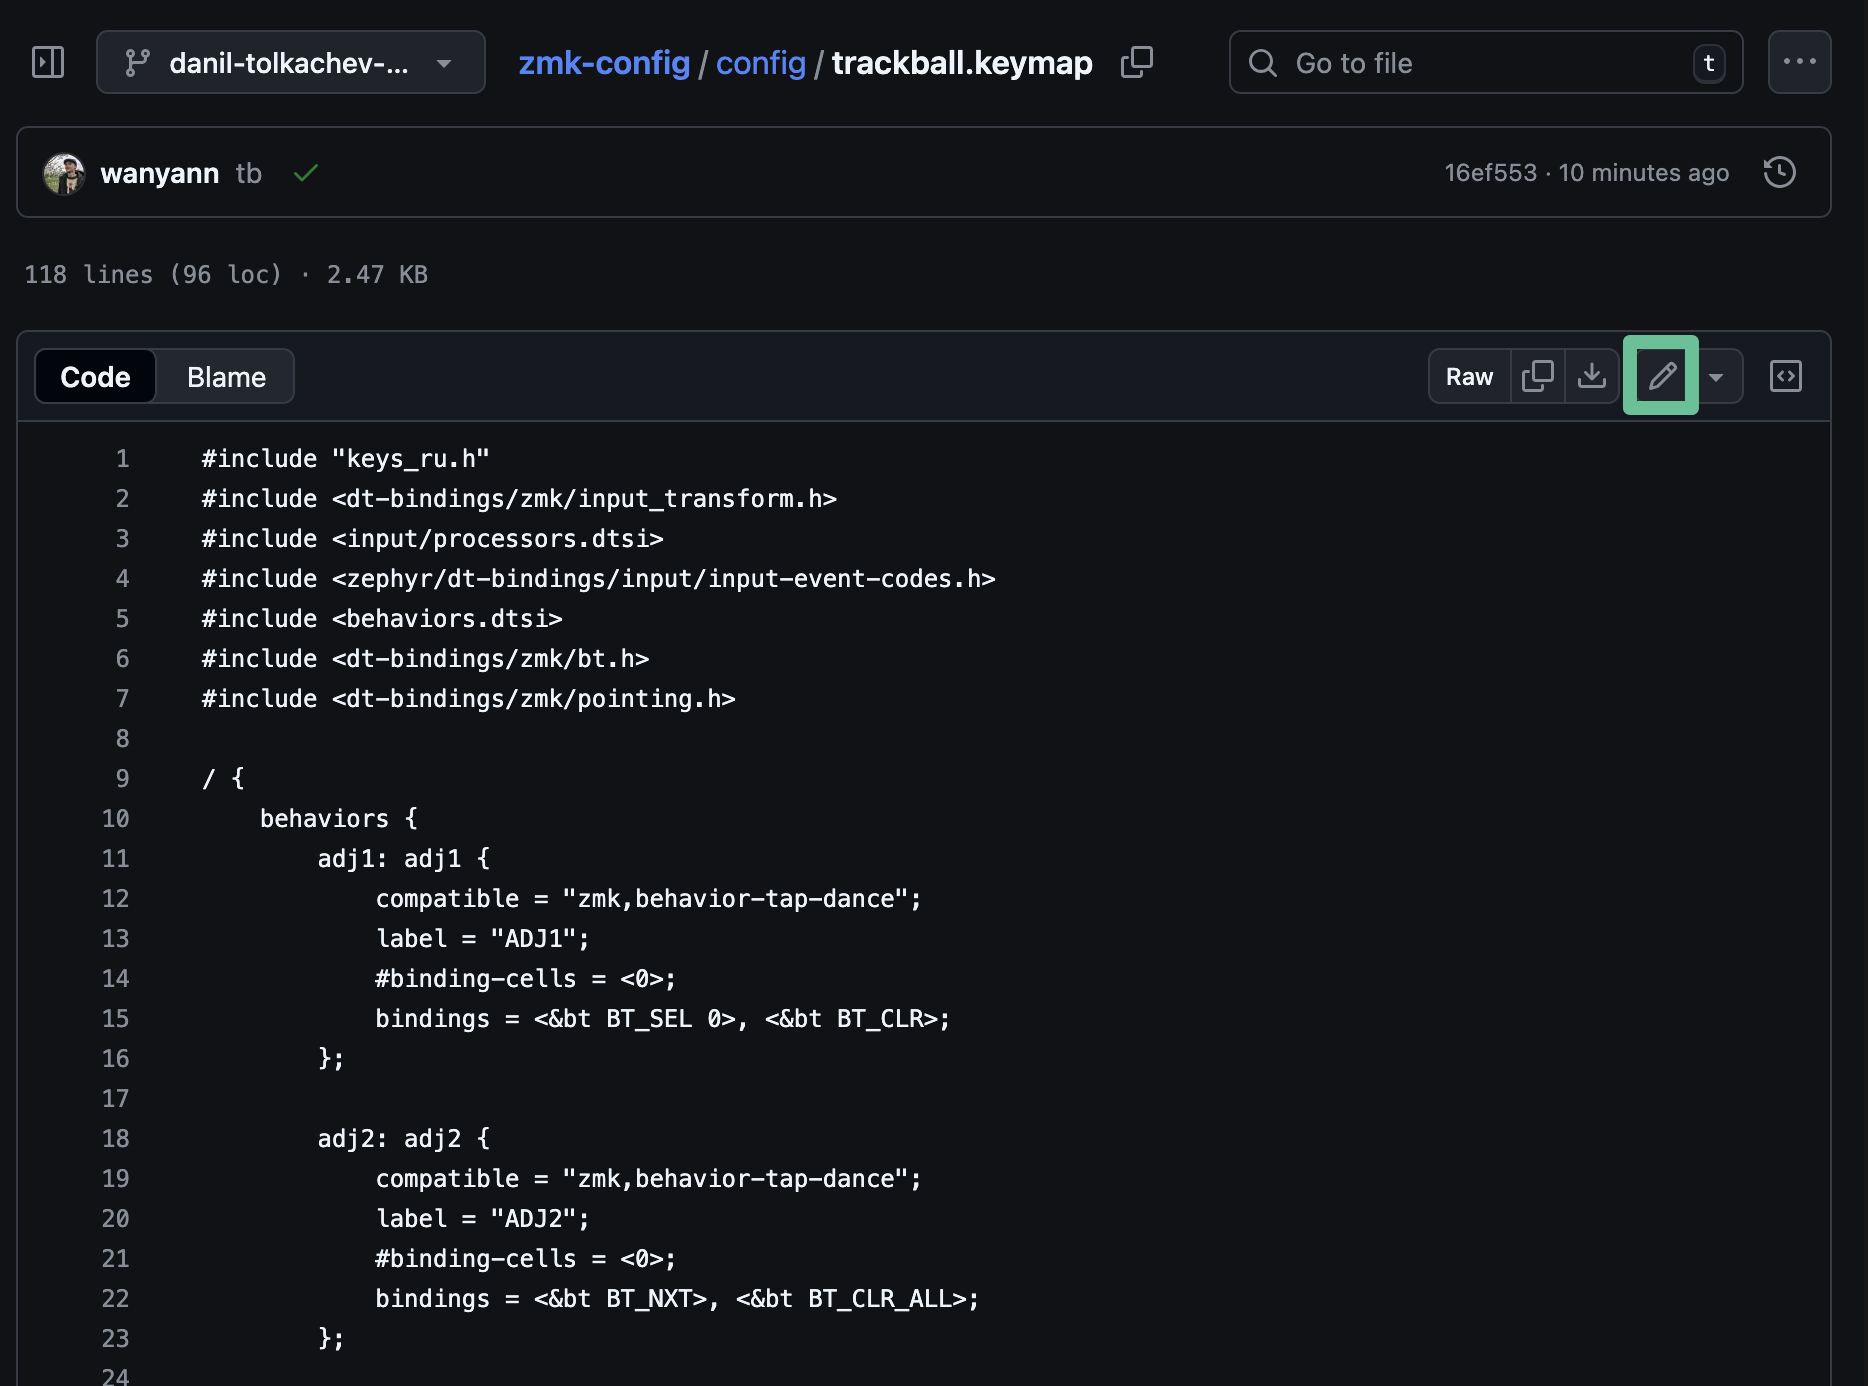 danil-tolkachev-...
zmk-config / config / trackball.keymap
Go to file
t
wanyann tb
16ef553 · 10 minutes ago
118 lines (96 loc) · 2.47 KB
Code
Blame
Raw
1 #include "keys_ru.h"
2 #include <dt-bindings/zmk/input_transform.h>
3 #include <input/processors.dtsi>
4 #include <zephyr/dt-bindings/input/input-event-codes.h>
5 #include <behaviors.dtsi>
6 #include <dt-bindings/zmk/bt.h>
7 #include <dt-bindings/zmk/pointing.h>
8
9 / {
10     behaviors {
11         adj1: adj1 {
12             compatible = "zmk,behavior-tap-dance";
13             label = "ADJ1";
14             #binding-cells = <0>;
15             bindings = <&bt BT_SEL 0>, <&bt BT_CLR>;
16         };
17
18         adj2: adj2 {
19             compatible = "zmk,behavior-tap-dance";
20             label = "ADJ2";
21             #binding-cells = <0>;
22             bindings = <&bt BT_NXT>, <&bt BT_CLR_ALL>;
23         };
24